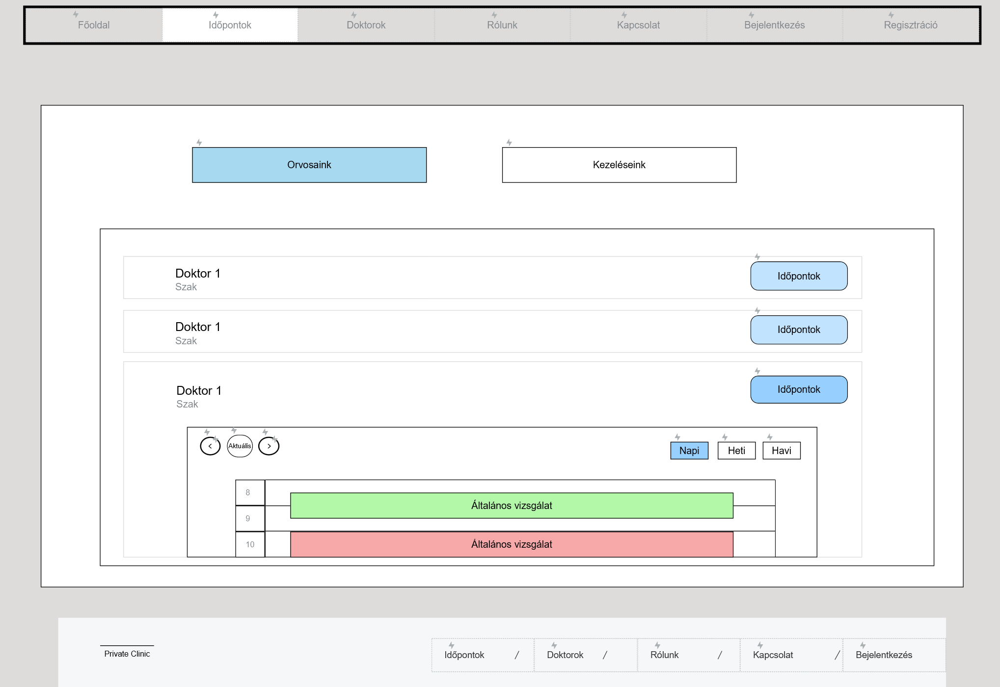 Főoldal
Időpontok
Doktorok
Rólunk
Kapcsolat
Bejelentkezés
Regisztráció
Orvosaink
Kezeléseink
Doktor 1
Szak
Időpontok
Doktor 1
Szak
Időpontok
Doktor 1
Szak
Időpontok
<
Aktuális
>
Napi
Heti
Havi
8
Általános vizsgálat
9
10
Általános vizsgálat
Private Clinic
Időpontok / Doktorok / Rólunk / Kapcsolat / Bejelentkezés